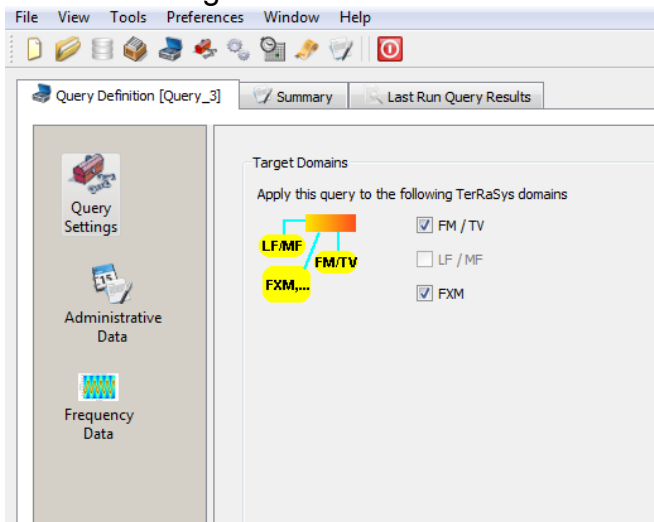 File View Tools Preferences Window Help
Query Definition [Query_3] Summary Last Run Query Results
Query
Settings
Administrative
Data
Frequency
Data
Target Domains
Apply this query to the following TerRaSys domains
LF/MF
FM/TV
FXM,...
FM / TV
LF / MF
FXM